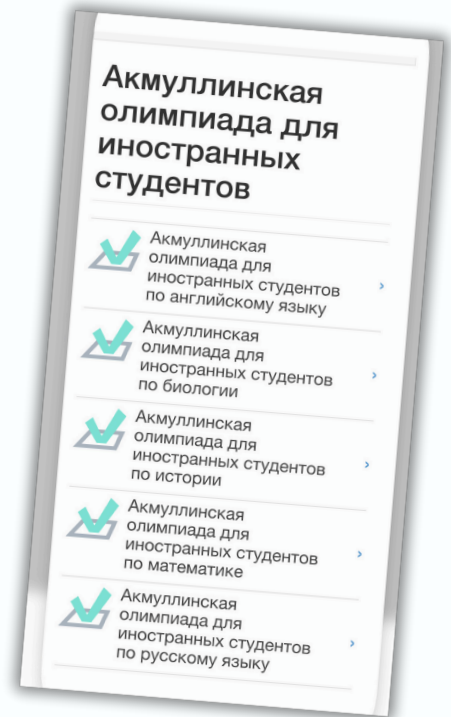 Акмуллинская
олимпиада для
иностранных
студентов
Акмуллинская
олимпиада для
иностранных студентов
по английскому языку
Акмуллинская
олимпиада для
иностранных студентов
по биологии
Акмуллинская
олимпиада для
иностранных студентов
по истории
Акмуллинская
олимпиада для
иностранных студентов
по математике
Акмуллинская
олимпиада для
иностранных студентов
по русскому языку